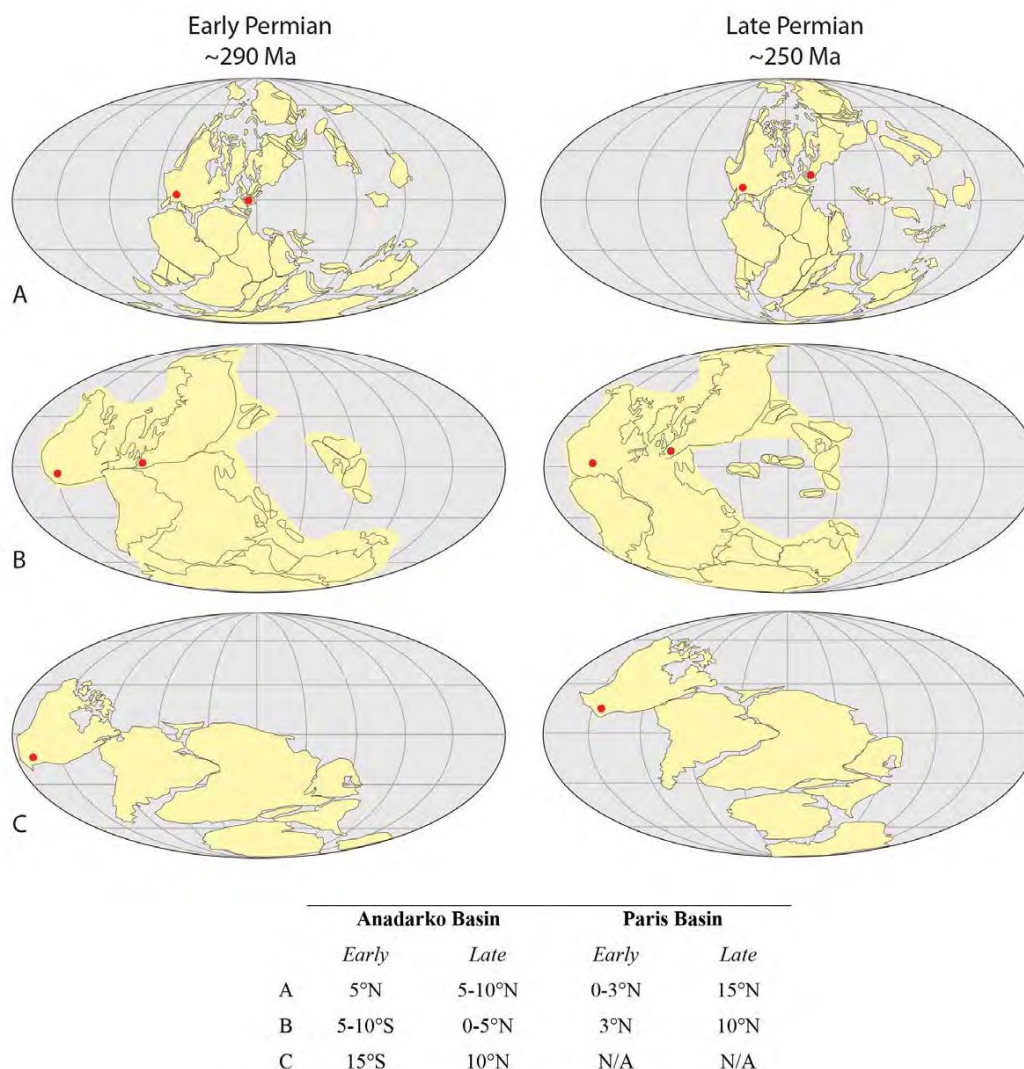 Early Permian
~290 Ma
Late Permian
~250 Ma
A
B
C
Anadarko Basin Paris Basin
Early Late Early Late
A 5°N 5-10°N 0-3°N 15°N
B 5-10°S 0-5°N 3°N 10°N
C 15°S 10°N N/A N/A